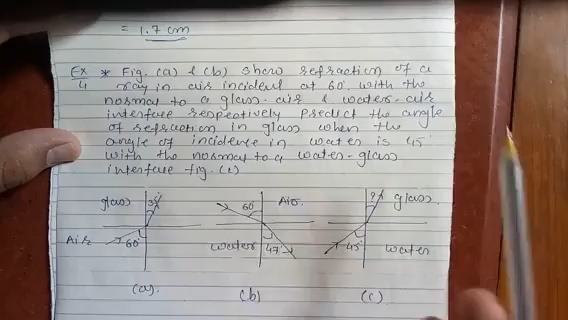 = 1.7 cm
Ex 4 * Fig. (a) & (b) show refraction of a
ray in air incident at 60° with the
normal to a glass-air & water-air
interface respectively Predict the angle
of refraction in glass when the
angle of incidence in water is 45°
with the normal to a water-glass
interface fig. (c)
glass 35° 60° Air ? glass
Air 60° water 47° 45° water
(a). (b) (c)